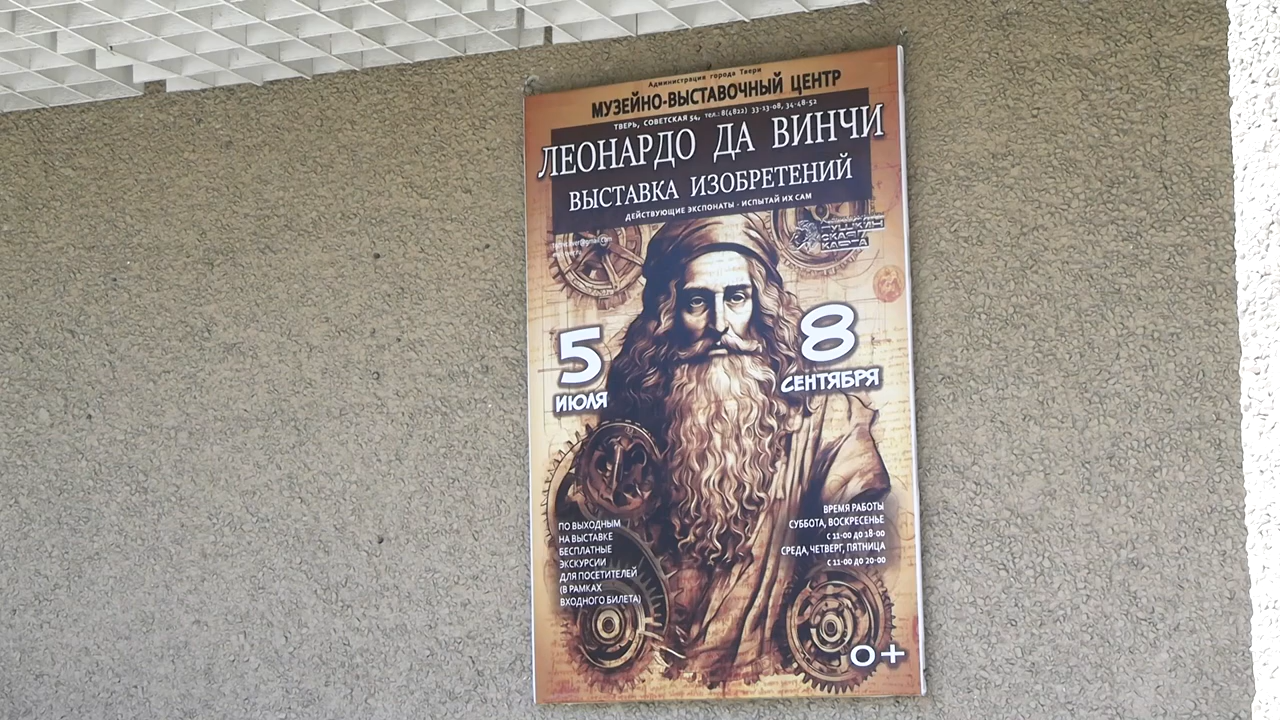 Администрация города Твери
МУЗЕЙНО-ВЫСТАВОЧНЫЙ ЦЕНТР
ТВЕРЬ, СОВЕТСКАЯ 54, тел.: 8(4822) 33-13-08, 34-48-52
ЛЕОНАРДО ДА ВИНЧИ
ВЫСТАВКА ИЗОБРЕТЕНИЙ
ДЕЙСТВУЮЩИЕ ЭКСПОНАТЫ - ИСПЫТАЙ ИХ САМ
ПУШКИН
СКАЯ
КАРТА
5
ИЮЛЯ
8
СЕНТЯБРЯ
ПО ВЫХОДНЫМ
НА ВЫСТАВКЕ
БЕСПЛАТНЫЕ
ЭКСКУРСИИ
ДЛЯ ПОСЕТИТЕЛЕЙ
(В РАМКАХ
ВХОДНОГО БИЛЕТА)
ВРЕМЯ РАБОТЫ
СУББОТА, ВОСКРЕСЕНЬЕ
с 11-00 до 18-00
СРЕДА, ЧЕТВЕРГ, ПЯТНИЦА
с 11-00 до 20-00
0+